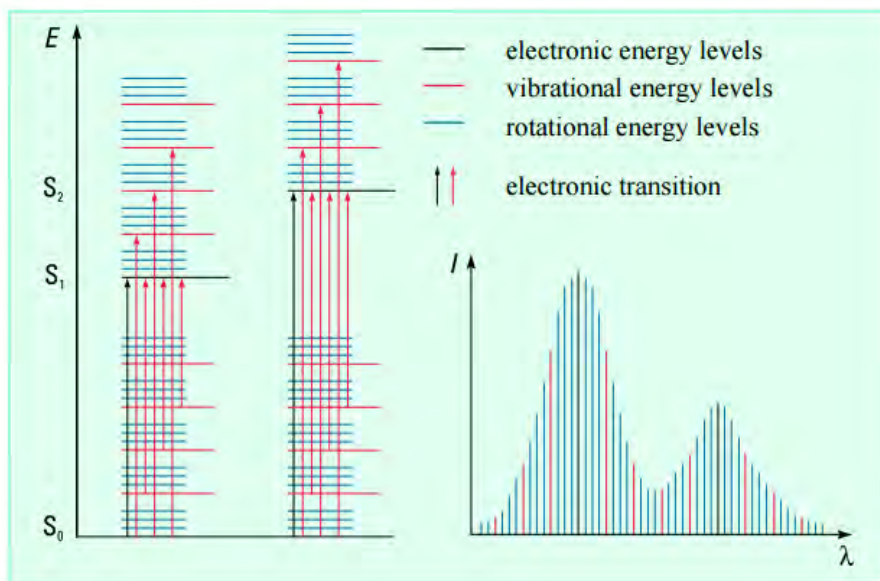 E
electronic energy levels
vibrational energy levels
rotational energy levels
S₂
electronic transition
S₁
I
S₀
λ